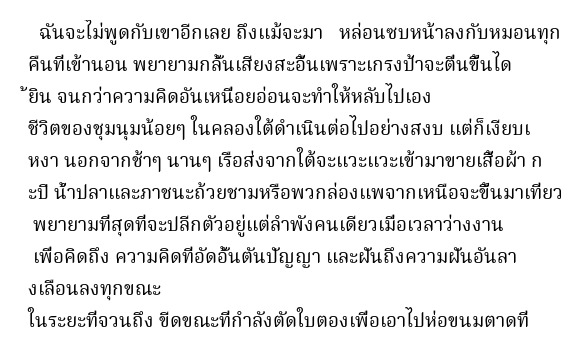 ฉันจะไม่พูดกับเขาอีกเลย ถึงแม้จะมา   หล่อนซบหน้าลงกับหมอนทุก
คืนที่เข้านอน พยายามกลั้นเสียงสะอื้นเพราะเกรงป้าจะตื่นขึ้นได
้ยิน จนกว่าความคิดอันเหนื่อยอ่อนจะทำให้หลับไปเอง
ชีวิตของชุมนุมน้อยๆ ในคลองใต้ดำเนินต่อไปอย่างสงบ แต่ก็เงียบเ
หงา นอกจากช้าๆ นานๆ เรือส่งจากใต้จะแวะแวะเข้ามาขายเสื้อผ้า ก
ะปิ น้ำปลาและภาชนะถ้วยชามหรือพวกล่องแพจากเหนือจะขึ้นมาเทียว
พยายามที่สุดที่จะปลีกตัวอยู่แต่ลำพังคนเดียวเมื่อเวลาว่างงาน
เพื่อคิดถึง ความคิดที่อัดอั้นตันปัญญา และฝันถึงความฝันอันลา
งเลือนลงทุกขณะ
ในระยะที่จวนถึง ขีดขณะที่กำลังตัดใบตองเพื่อเอาไปห่อขนมตาดที่